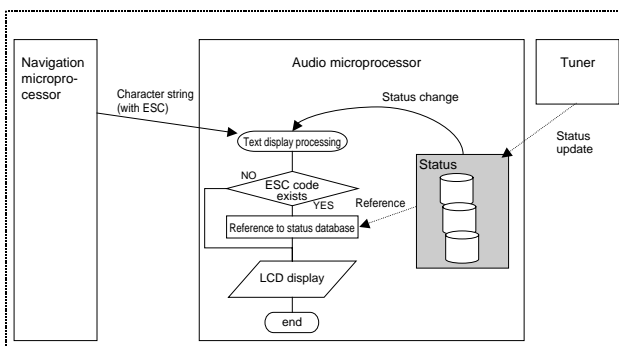 Navigation
micropro-
cessor
Audio microprocessor
Tuner
Character string
(with ESC)
Status change
Status
update
Text display processing
Status
NO
ESC code
exists
YES
Reference
Reference to status database
LCD display
end